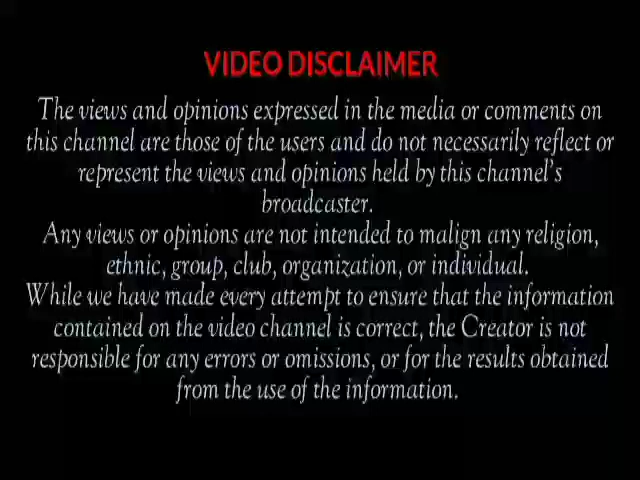 VIDEO DISCLAIMER
The views and opinions expressed in the media or comments on
this channel are those of the users and do not necessarily reflect or
represent the views and opinions held by this channel's
broadcaster.
Any views or opinions are not intended to malign any religion,
ethnic, group, club, organization, or individual.
While we have made every attempt to ensure that the information
contained on the video channel is correct, the Creator is not
responsible for any errors or omissions, or for the results obtained
from the use of the information.